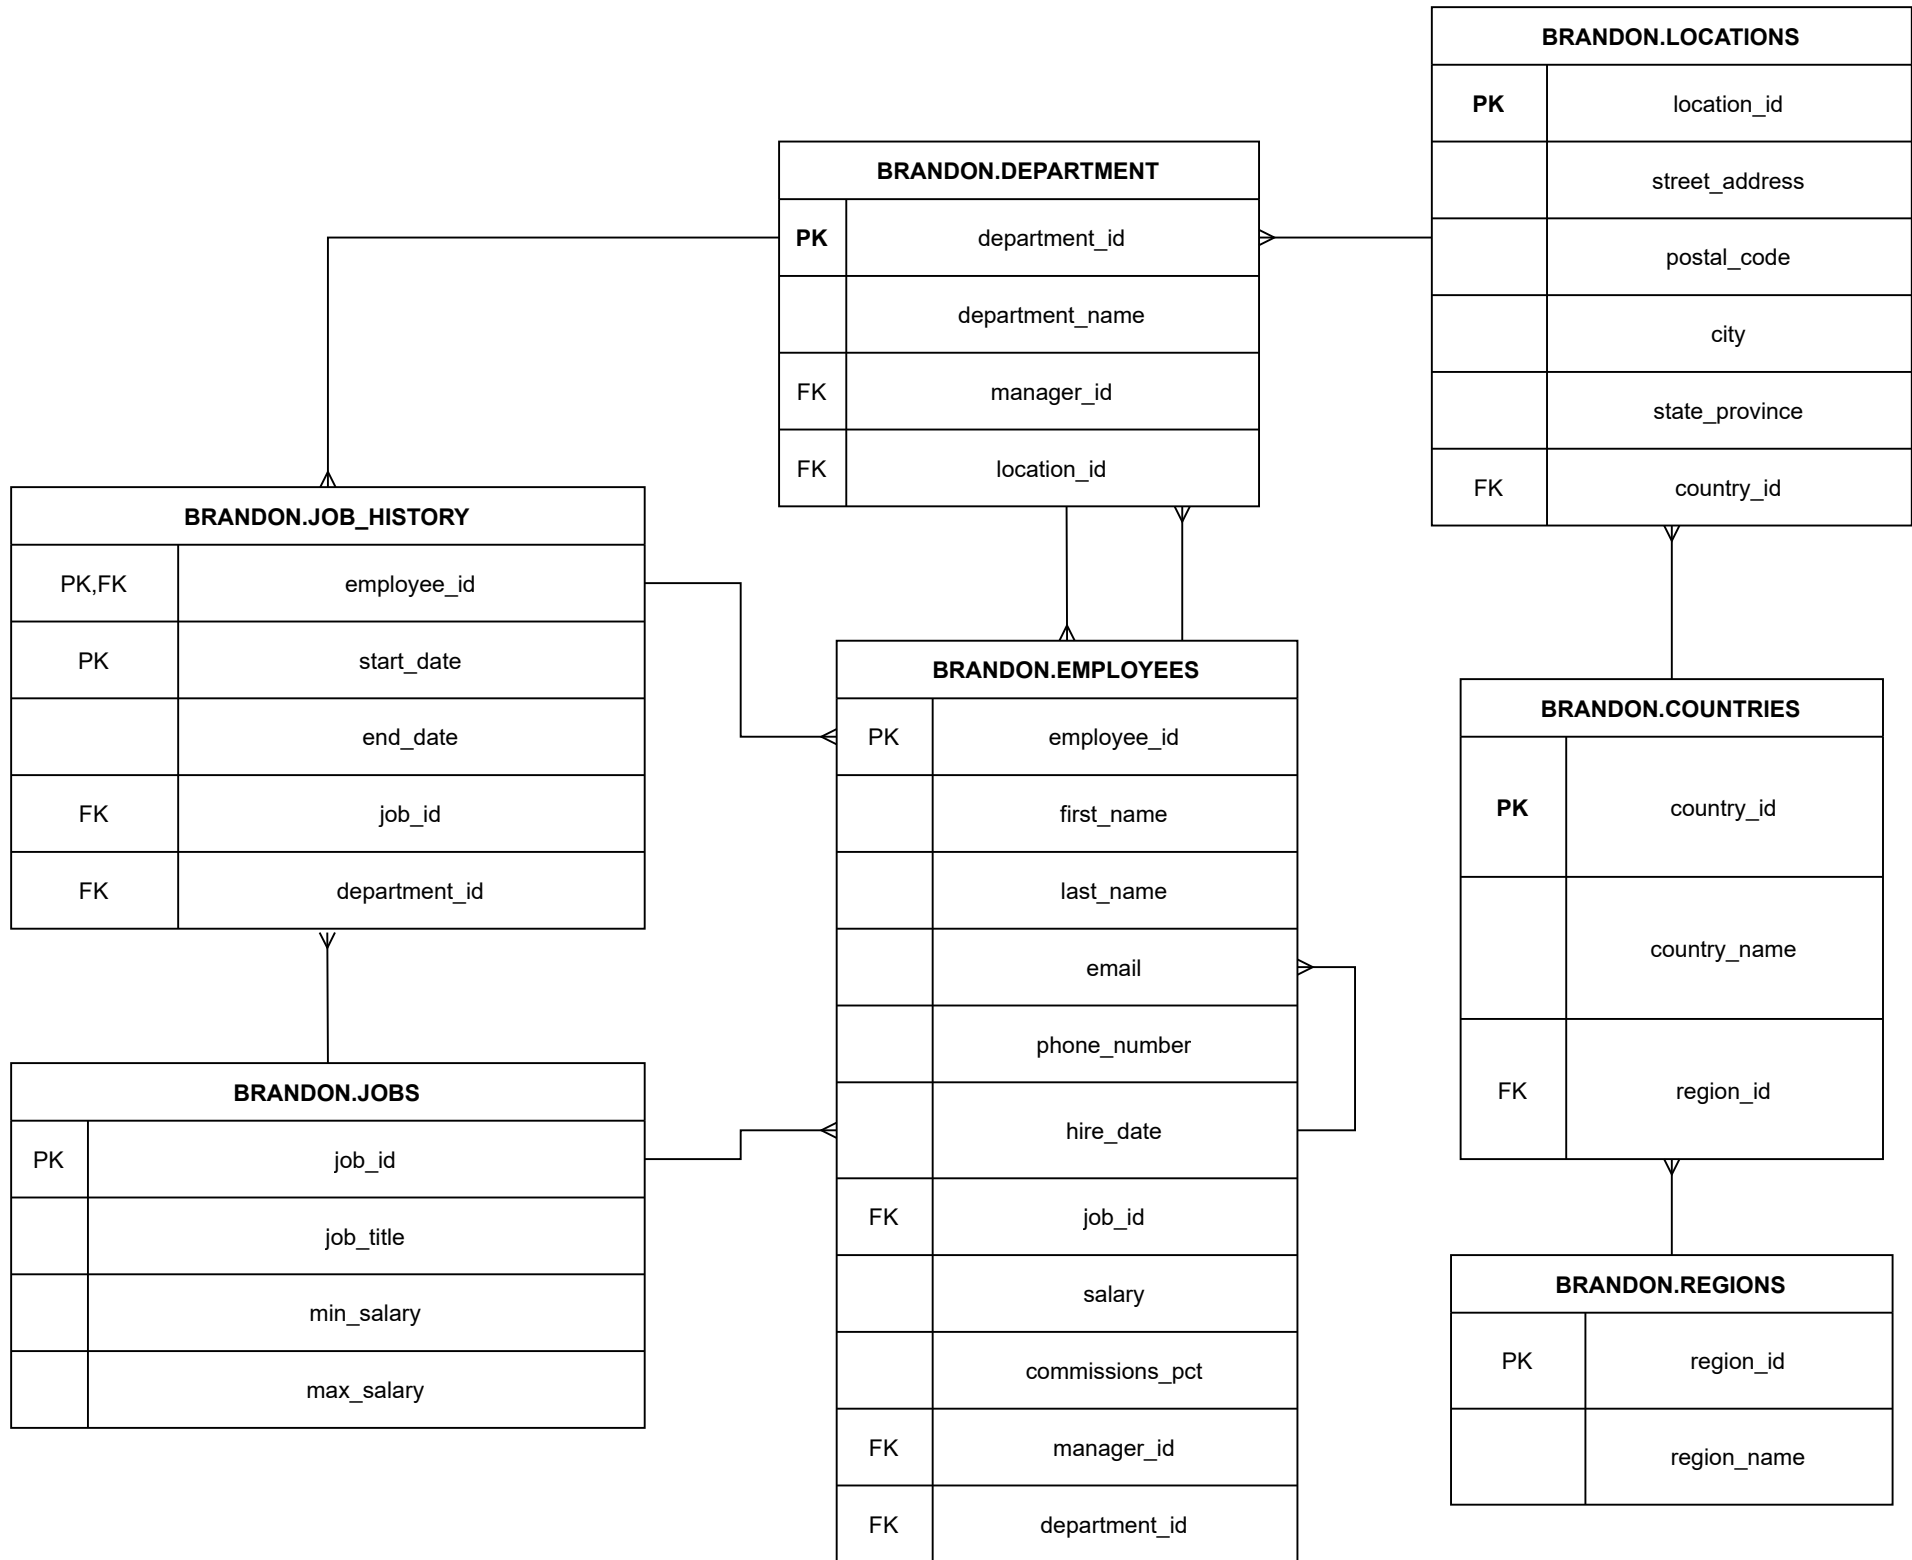 BRANDON.LOCATIONS
PK location_id
street_address
postal_code
city
state_province
FK country_id
BRANDON.DEPARTMENT
PK department_id
department_name
FK manager_id
FK location_id
BRANDON.JOB_HISTORY
PK,FK employee_id
PK start_date
end_date
FK job_id
FK department_id
BRANDON.EMPLOYEES
PK employee_id
first_name
last_name
email
phone_number
hire_date
FK job_id
salary
commissions_pct
FK manager_id
FK department_id
BRANDON.COUNTRIES
PK country_id
country_name
FK region_id
BRANDON.JOBS
PK job_id
job_title
min_salary
max_salary
BRANDON.REGIONS
PK region_id
region_name